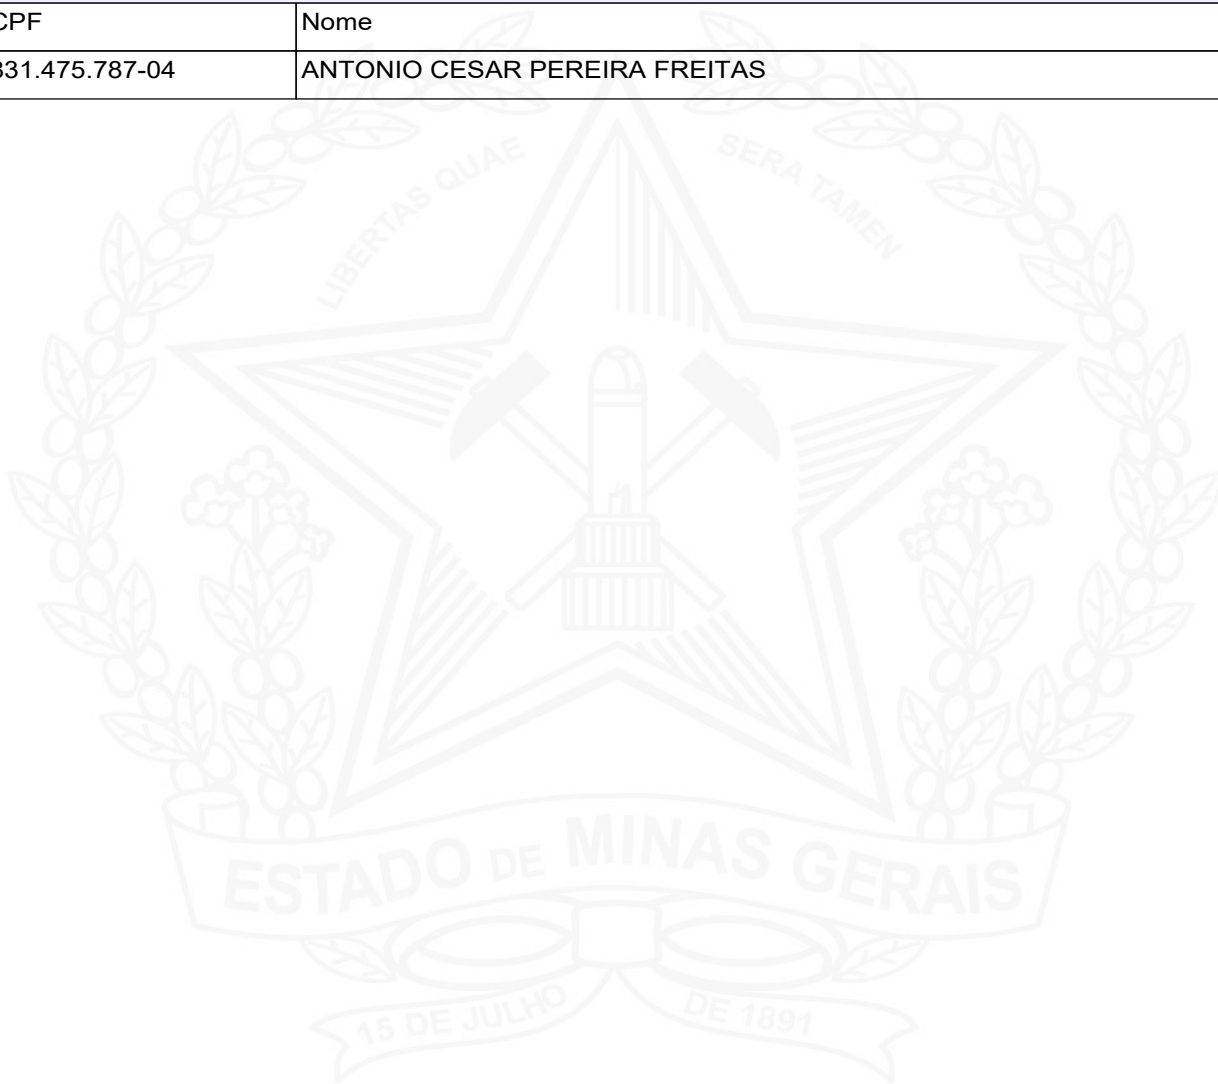 CPF Nome
831.475.787-04 ANTONIO CESAR PEREIRA FREITAS
LIBERTAS QUAE SERA TAMEN
ESTADO DE MINAS GERAIS
15 DE JULHO DE 1891